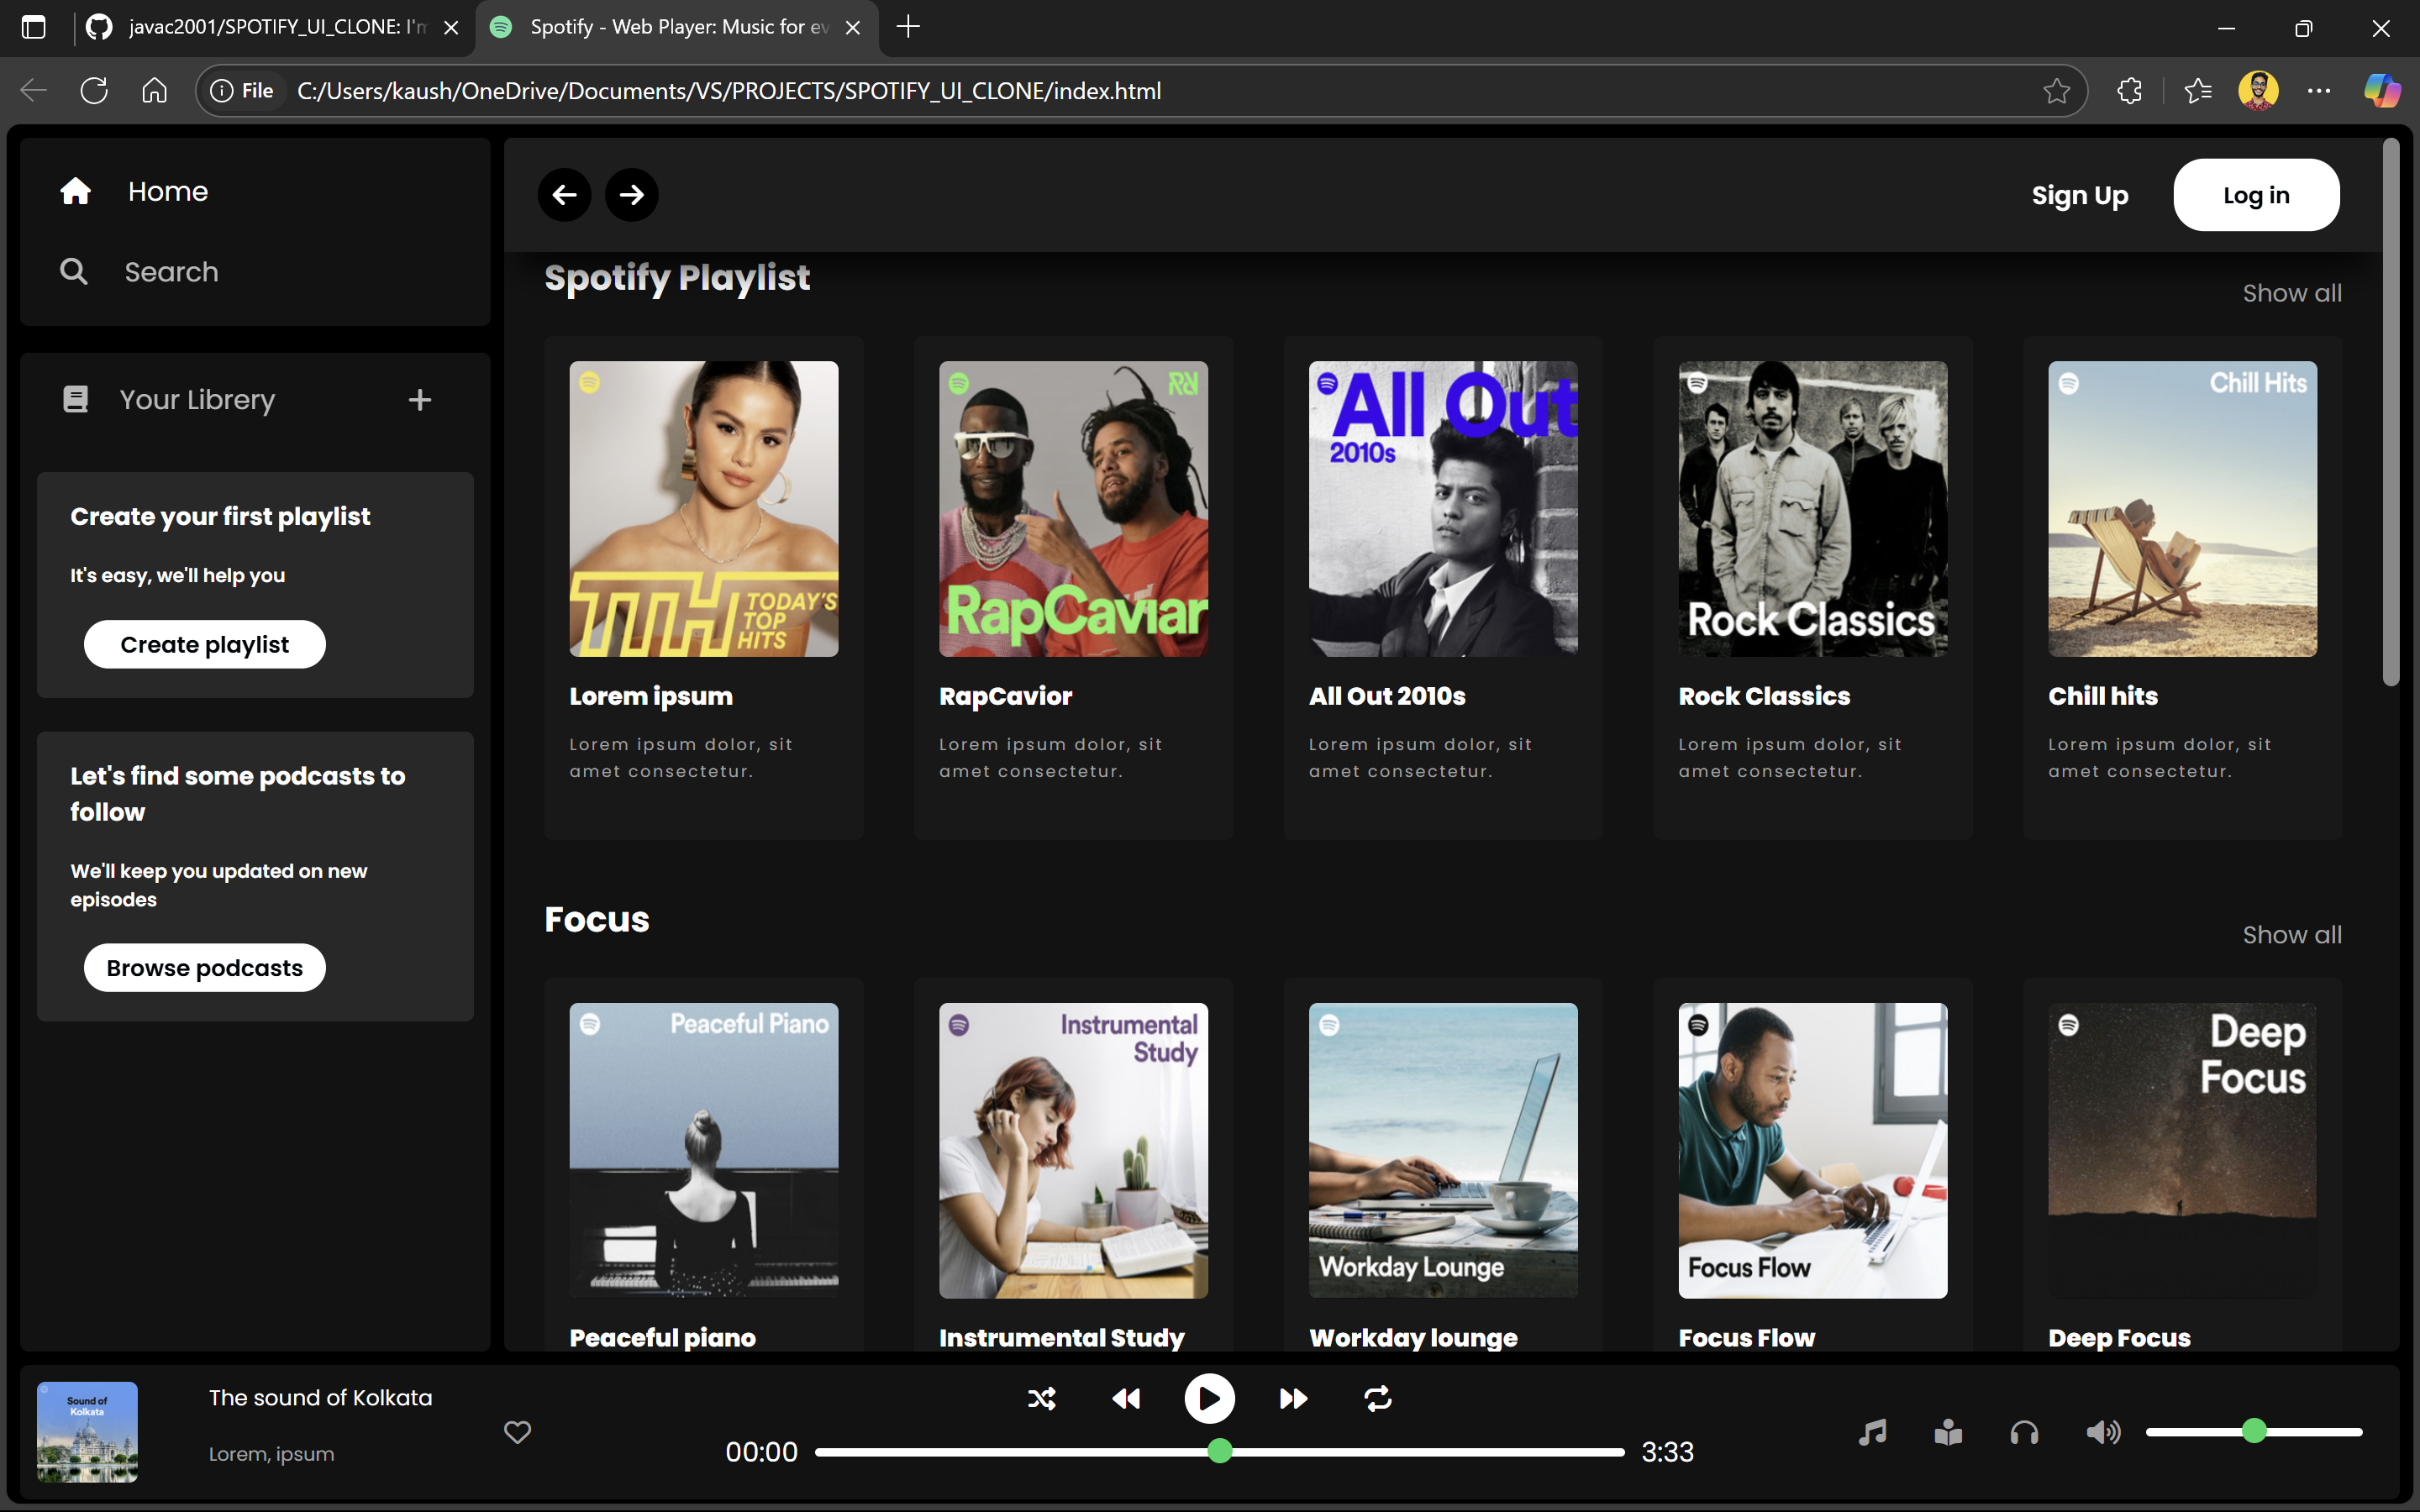 javac2001/SPOTIFY_UI_CLONE: I'm
Spotify - Web Player: Music for ev
File
C:/Users/kaush/OneDrive/Documents/VS/PROJECTS/SPOTIFY_UI_CLONE/index.html
Home
Search
Your Librery
Create your first playlist
It's easy, we'll help you
Create playlist
Let's find some podcasts to
follow
We'll keep you updated on new
episodes
Browse podcasts
Sign Up
Log in
Spotify Playlist
Show all
TTH TODAY'S
TOP
HITS
Lorem ipsum
Lorem ipsum dolor, sit
amet consectetur.
RapCaviar
RapCavior
Lorem ipsum dolor, sit
amet consectetur.
All Out
2010s
All Out 2010s
Lorem ipsum dolor, sit
amet consectetur.
Rock Classics
Rock Classics
Lorem ipsum dolor, sit
amet consectetur.
Chill Hits
Chill hits
Lorem ipsum dolor, sit
amet consectetur.
Focus
Show all
Peaceful Piano
Peaceful piano
Instrumental
Study
Instrumental Study
Workday Lounge
Workday lounge
Focus Flow
Focus Flow
Deep
Focus
Deep Focus
Sound of
Kolkata
The sound of Kolkata
Lorem, ipsum
00:00
3:33